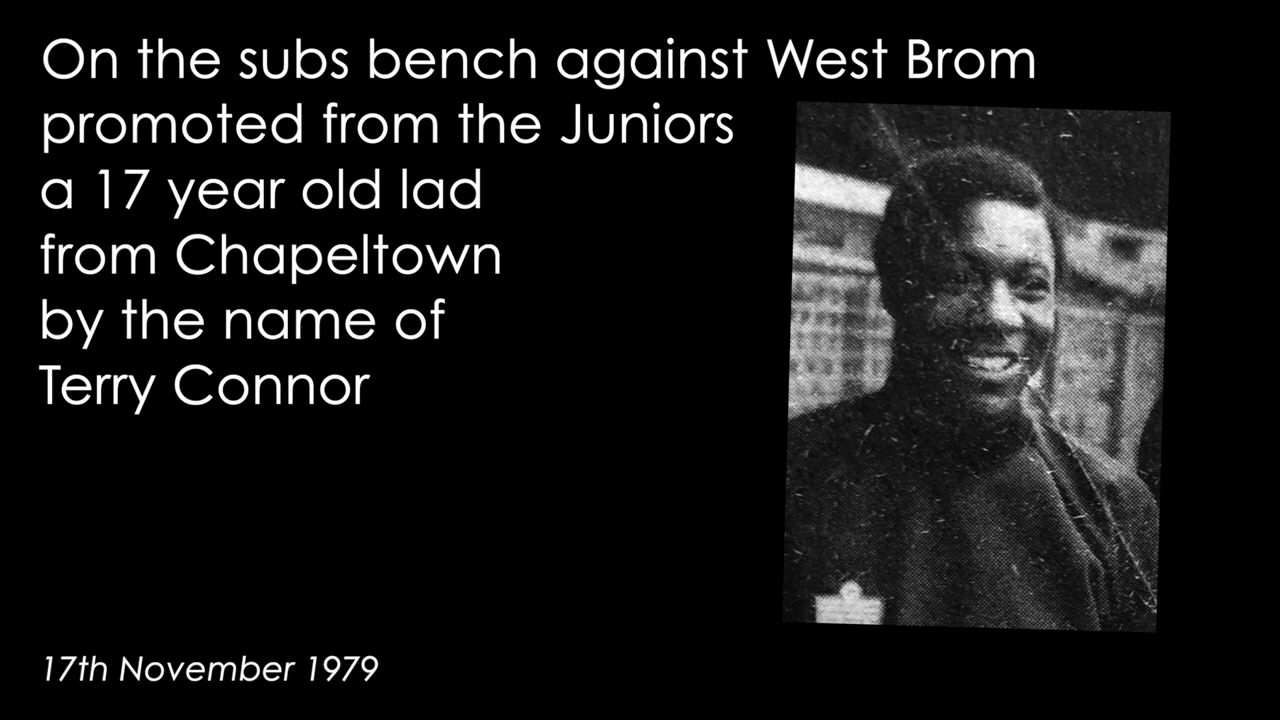 On the subs bench against West Brom
promoted from the Juniors
a 17 year old lad
from Chapeltown
by the name of
Terry Connor
17th November 1979